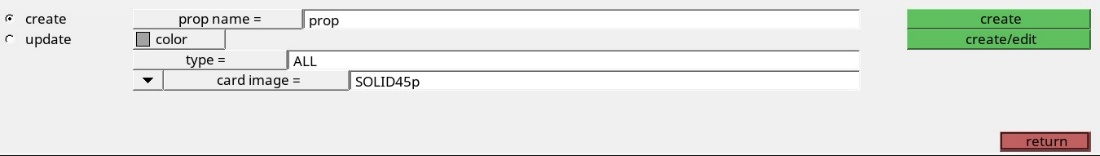 create prop name = prop create
update color create/edit
type = ALL
card image = SOLID45p
return